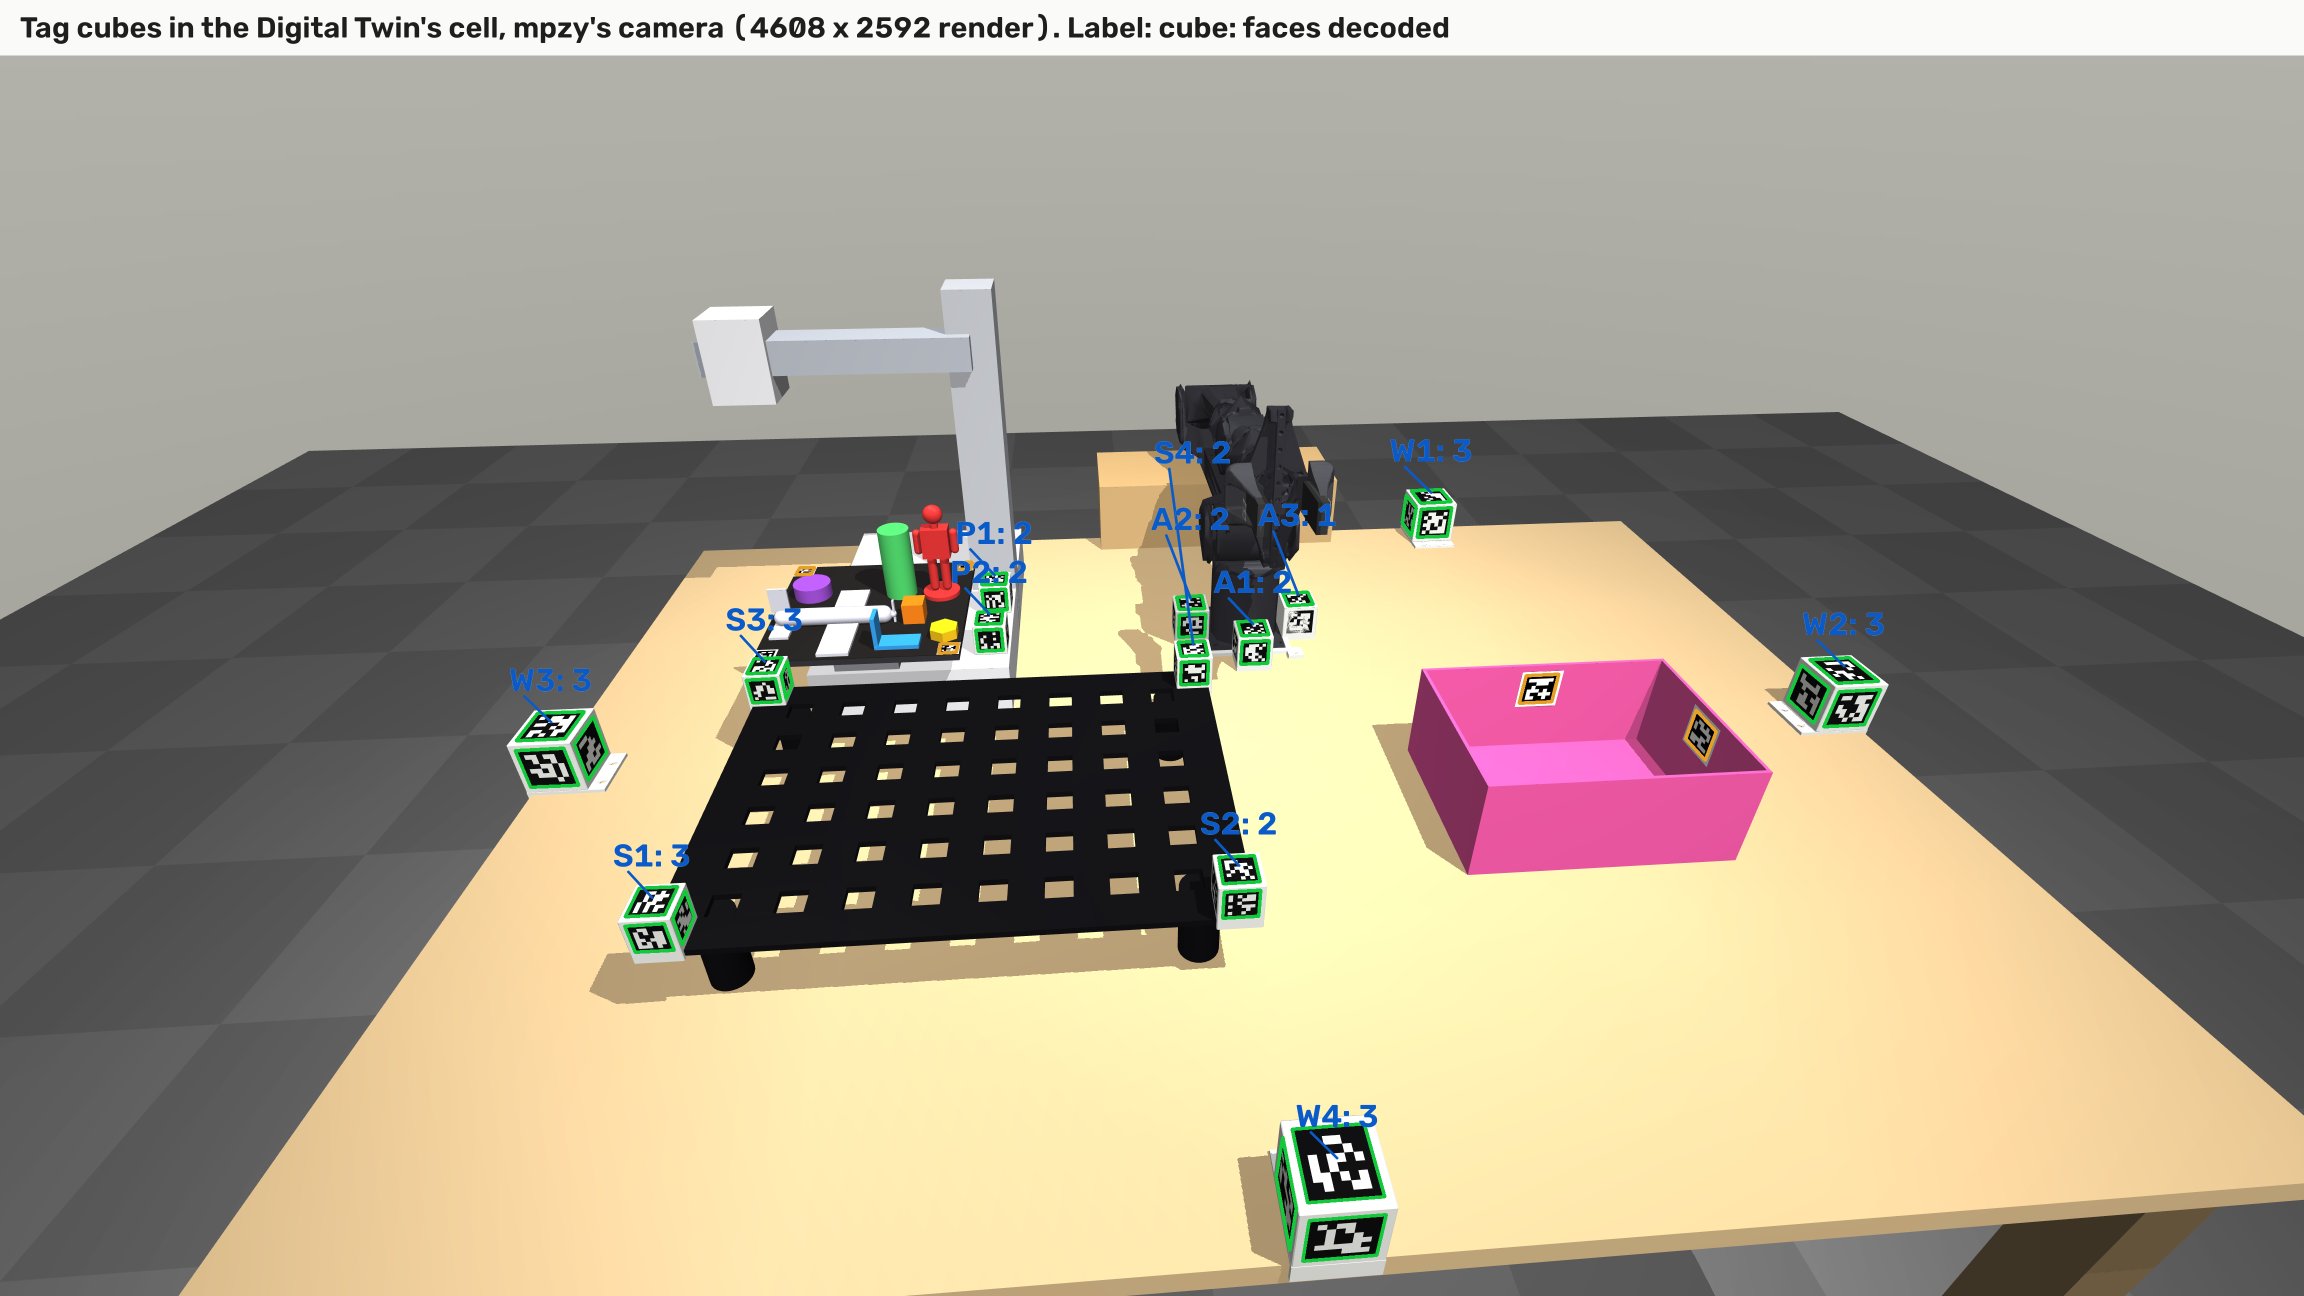 Tag cubes in the Digital Twin's cell, mpzy's camera (4608 x 2592 render). Label: cube: faces decoded
S4: 2
W1: 3
A2: 2
A3: 1
P1: 2
P2: 2
A1: 2
S3: 3
W2: 3
W3: 3
S2: 2
S1: 3
W4: 3